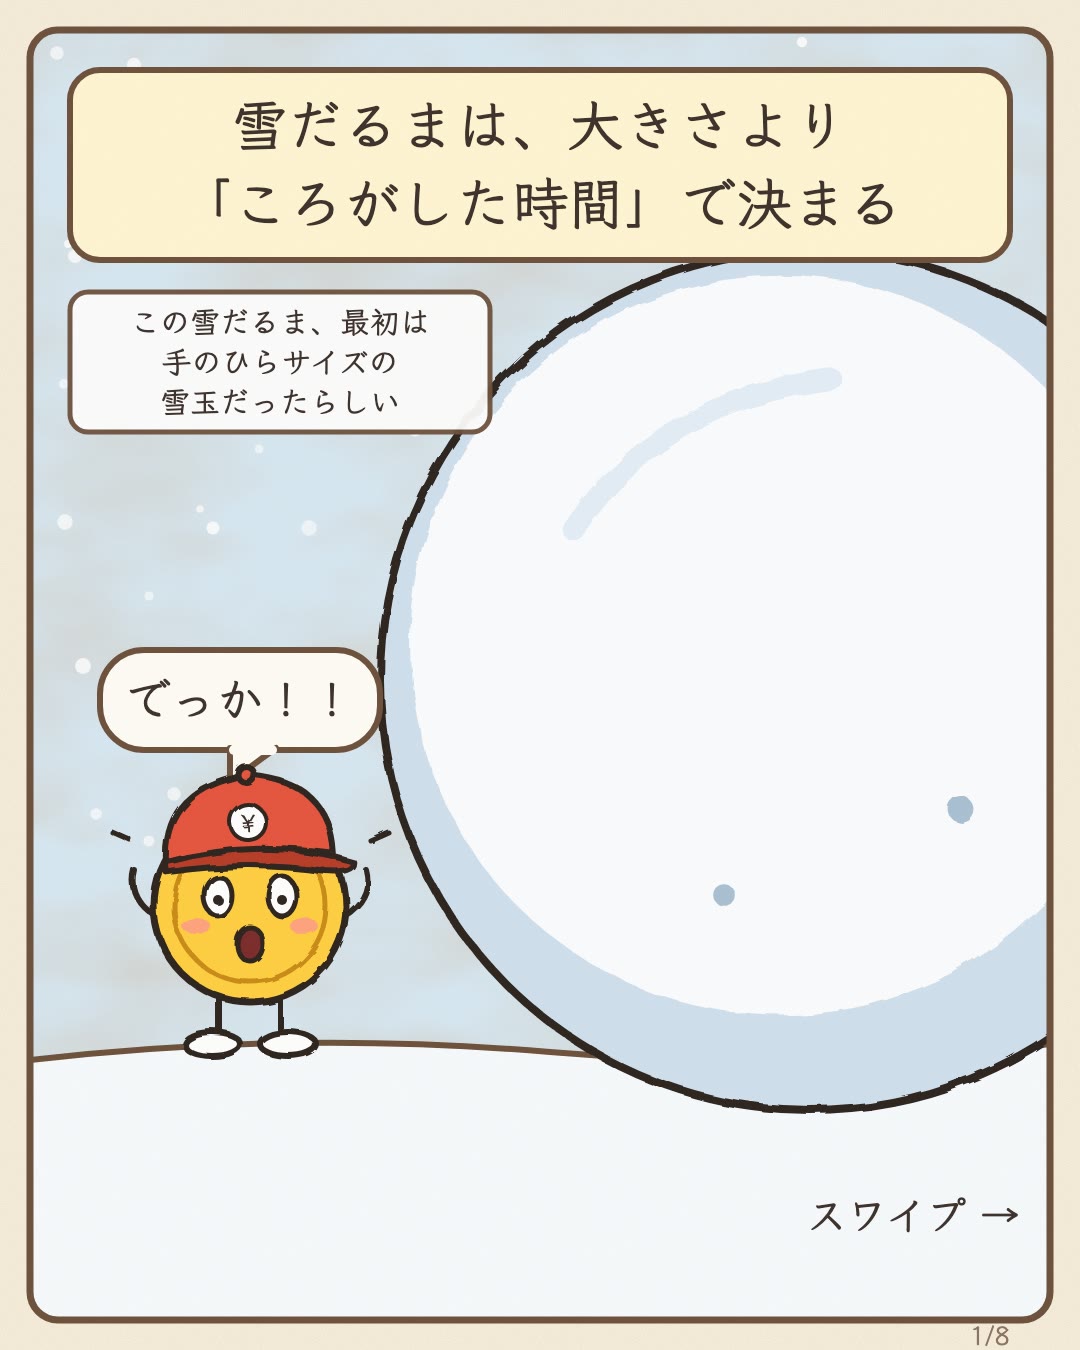 雪だるまは、大きさより
「ころがした時間」で決まる
この雪だるま、最初は
手のひらサイズの
雪玉だったらしい
でっか！！
¥
スワイプ →
1/8